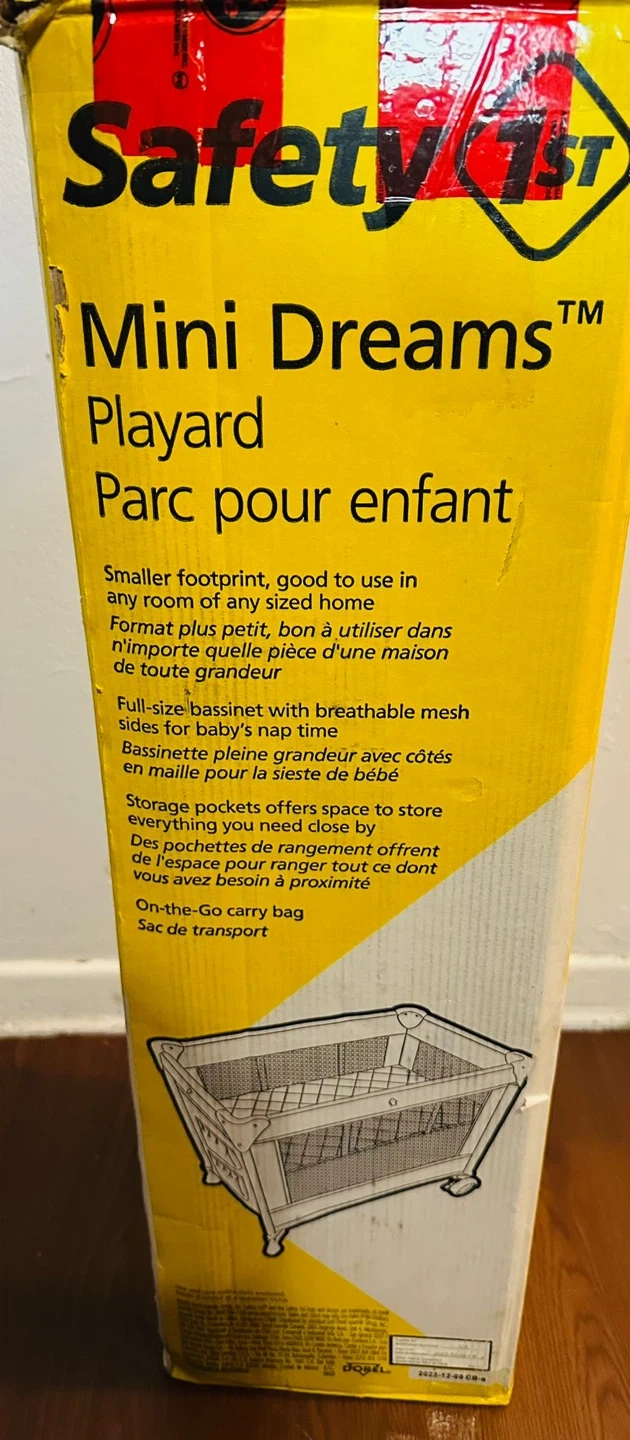 Safety 1ST
Mini Dreams™
Playard
Parc pour enfant
Smaller footprint, good to use in
any room of any sized home
Format plus petit, bon à utiliser dans
n'importe quelle pièce d'une maison
de toute grandeur
Full-size bassinet with breathable mesh
sides for baby's nap time
Bassinette pleine grandeur avec côtés
en maille pour la sieste de bébé
Storage pockets offers space to store
everything you need close by
Des pochettes de rangement offrent
de l'espace pour ranger tout ce dont
vous avez besoin à proximité
On-the-Go carry bag
Sac de transport
DOREL